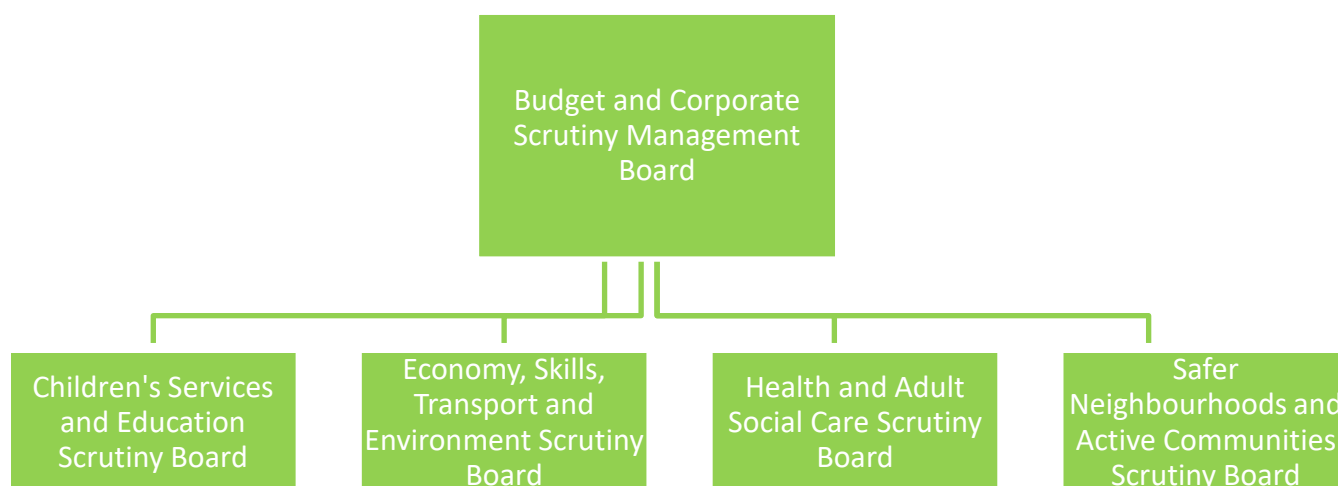 Budget and Corporate
Scrutiny Management
Board
Children's Services
and Education
Scrutiny Board
Economy, Skills,
Transport and
Environment Scrutiny
Board
Health and Adult
Social Care Scrutiny
Board
Safer
Neighbourhoods and
Active Communities
Scrutiny Board